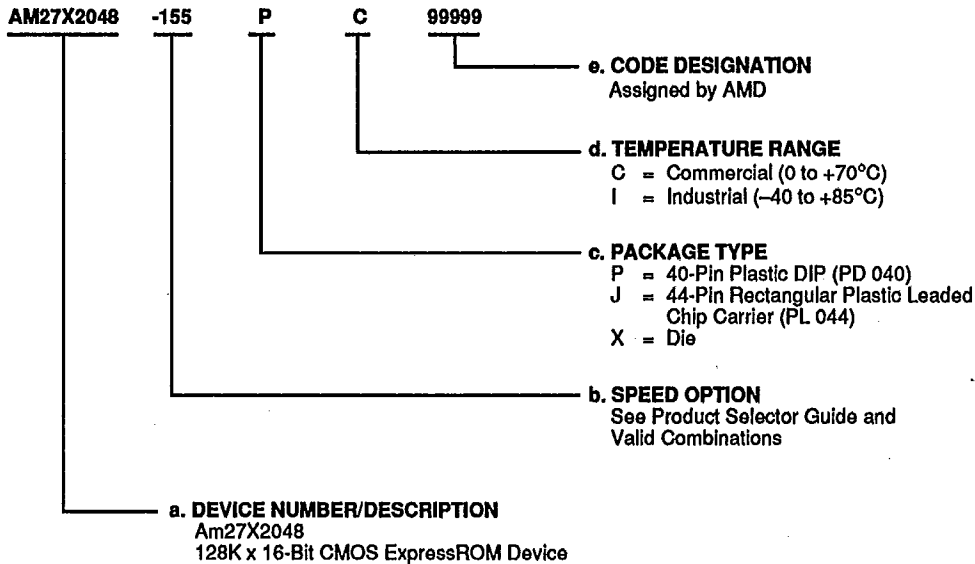 AM27X2048 -155 P C 99999
e. CODE DESIGNATION
Assigned by AMD
d. TEMPERATURE RANGE
C = Commercial (0 to +70°C)
I = Industrial (–40 to +85°C)
c. PACKAGE TYPE
P = 40-Pin Plastic DIP (PD 040)
J = 44-Pin Rectangular Plastic Leaded
Chip Carrier (PL 044)
X = Die
b. SPEED OPTION
See Product Selector Guide and
Valid Combinations
a. DEVICE NUMBER/DESCRIPTION
Am27X2048
128K x 16-Bit CMOS ExpressROM Device